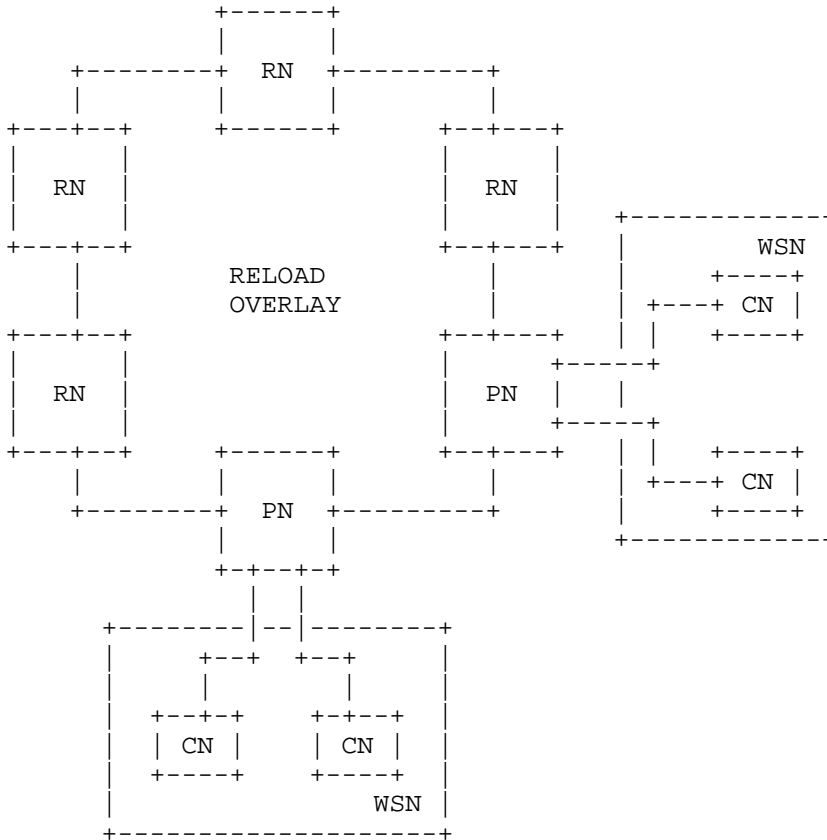 RN
RN RN
WSN
RELOAD
OVERLAY
CN
RN PN
CN
PN
CN CN
WSN